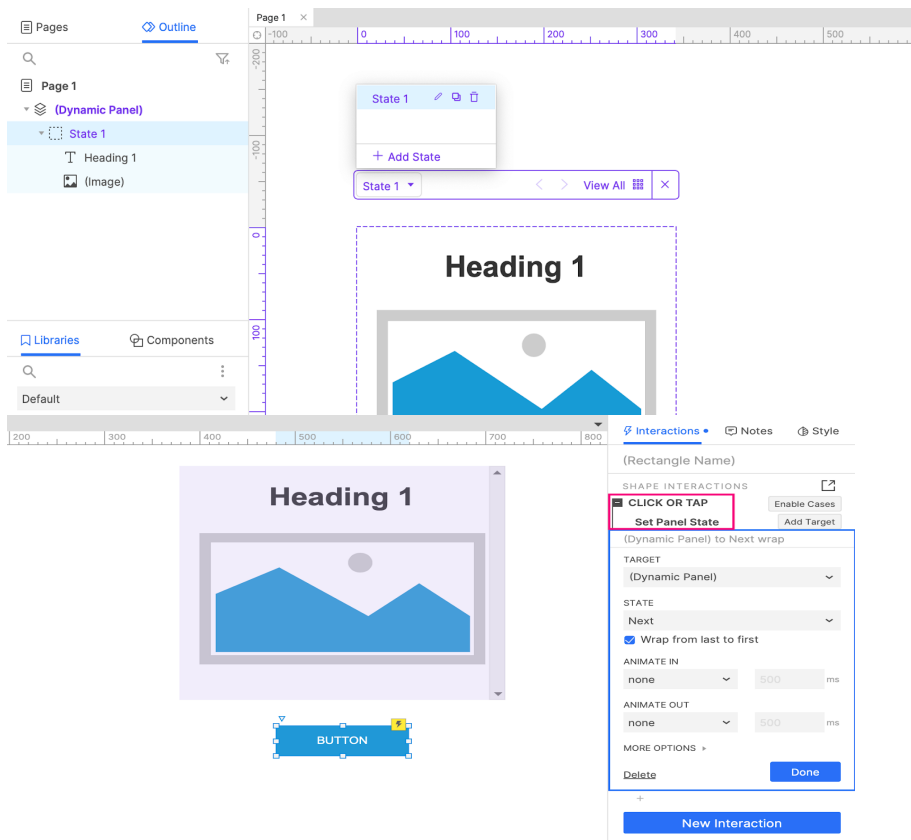 Pages
Outline
Page 1
-100 0 100 200 300 400 500
-200
-100
0
100
Page 1
(Dynamic Panel)
State 1
Heading 1
(Image)
State 1
+ Add State
State 1
View All
Heading 1
Libraries
Components
Default
200 300 400 500 600 700 800
Heading 1
BUTTON
Interactions
Notes
Style
(Rectangle Name)
SHAPE INTERACTIONS
CLICK OR TAP
Enable Cases
Set Panel State
Add Target
(Dynamic Panel) to Next wrap
TARGET
(Dynamic Panel)
STATE
Next
Wrap from last to first
ANIMATE IN
none 500 ms
ANIMATE OUT
none 500 ms
MORE OPTIONS
Delete
Done
+
New Interaction